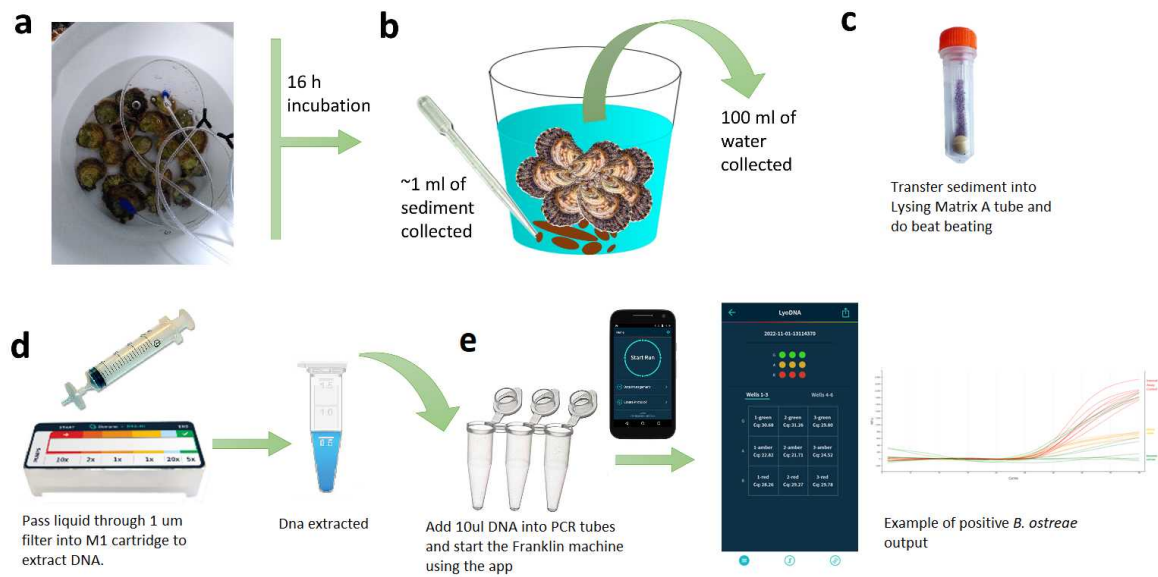 a
16 h
incubation
b
~1 ml of
sediment
collected
100 ml of
water
collected
c
Transfer sediment into
Lysing Matrix A tube and
do beat beating
d
START
END
20x
1x
1x
1x
20x
5x
Pass liquid through 1 um
filter into M1 cartridge to
extract DNA.
Dna extracted
e
Start Run
Add 10ul DNA into PCR tubes
and start the Franklin machine
using the app
LyoDNA
2022-11-01-13114370
Wells 1-3
Wells 4-6
1-green
2-green
3-green
Cq: 30.69
Cq: 31.26
Cq: 29.88
1-amber
2-amber
3-amber
Cq: 22.82
Cq: 21.71
Cq: 24.52
1-red
2-red
3-red
Cq: 28.26
Cq: 29.27
Cq: 29.78
Example of positive B. ostreae
output